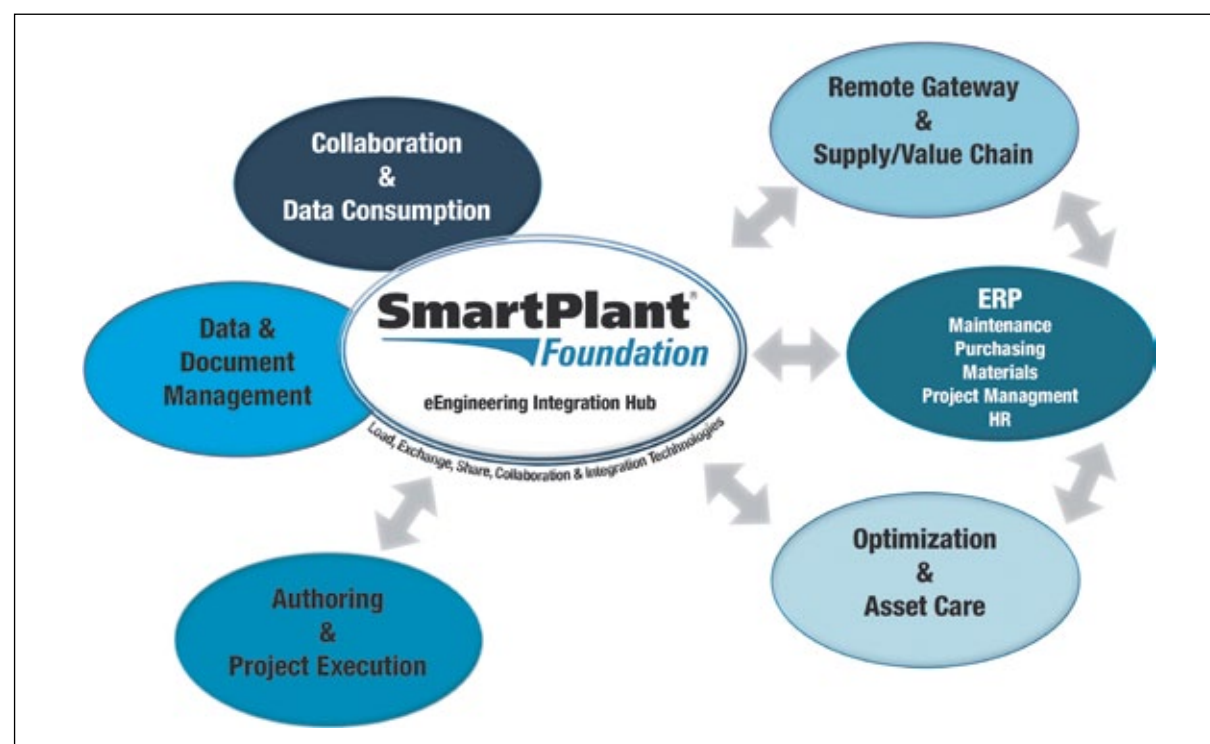 Collaboration
&
Data Consumption
Remote Gateway
&
Supply/Value Chain
Data &
Document
Management
SmartPlant®
Foundation
eEngineering Integration Hub
Load, Exchange, Share, Collaboration & Integration Techhnologies
ERP
Maintenance
Purchasing
Materials
Project Managment
HR
Authoring
&
Project Execution
Optimization
&
Asset Care